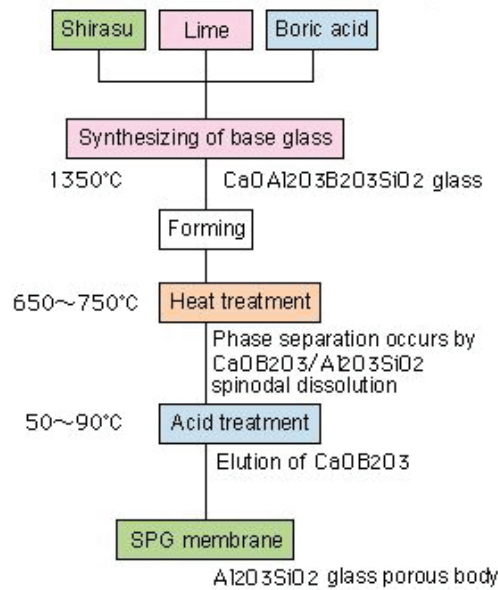 Shirasu
Lime
Boric acid
Synthesizing of base glass
1350°C
CaOAl2O3B2O3SiO2 glass
Forming
650～750°C
Heat treatment
Phase separation occurs by
CaOB2O3/Al2O3SiO2
spinodal dissolution
50～90°C
Acid treatment
Elution of CaOB2O3
SPG membrane
Al2O3SiO2 glass porous body